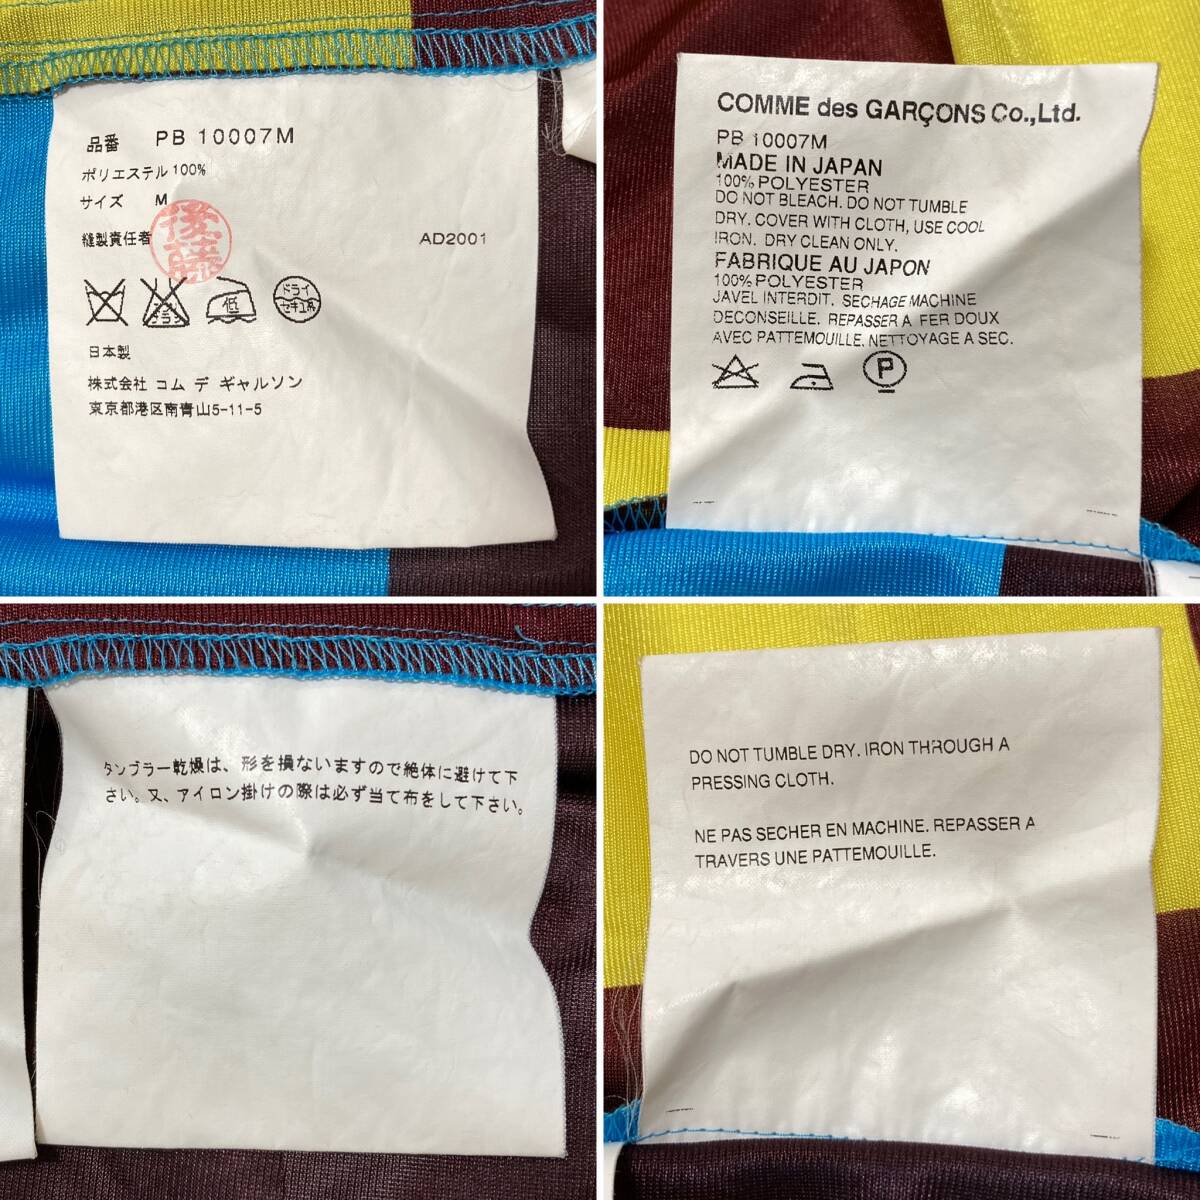 品番 PB 10007M
ポリエステル 100%
サイズ M
縫製責任者 後藤 AD2001
低 ドライ セキユ系
日本製
株式会社 コム デ ギャルソン
東京都港区南青山5-11-5
COMME des GARÇONS Co.,Ltd.
PB 10007M
MADE IN JAPAN
100% POLYESTER
DO NOT BLEACH. DO NOT TUMBLE
DRY. COVER WITH CLOTH, USE COOL
IRON. DRY CLEAN ONLY.
FABRIQUE AU JAPON
100% POLYESTER
JAVEL INTERDIT. SECHAGE MACHINE
DECONSEILLE. REPASSER A FER DOUX
AVEC PATTEMOUILLE. NETTOYAGE A SEC.
P
タンブラー乾燥は、形を損ないますので絶体に避けて下
さい。又、アイロン掛けの際は必ず当て布をして下さい。
DO NOT TUMBLE DRY. IRON THROUGH A
PRESSING CLOTH.
NE PAS SECHER EN MACHINE. REPASSER A
TRAVERS UNE PATTEMOUILLE.